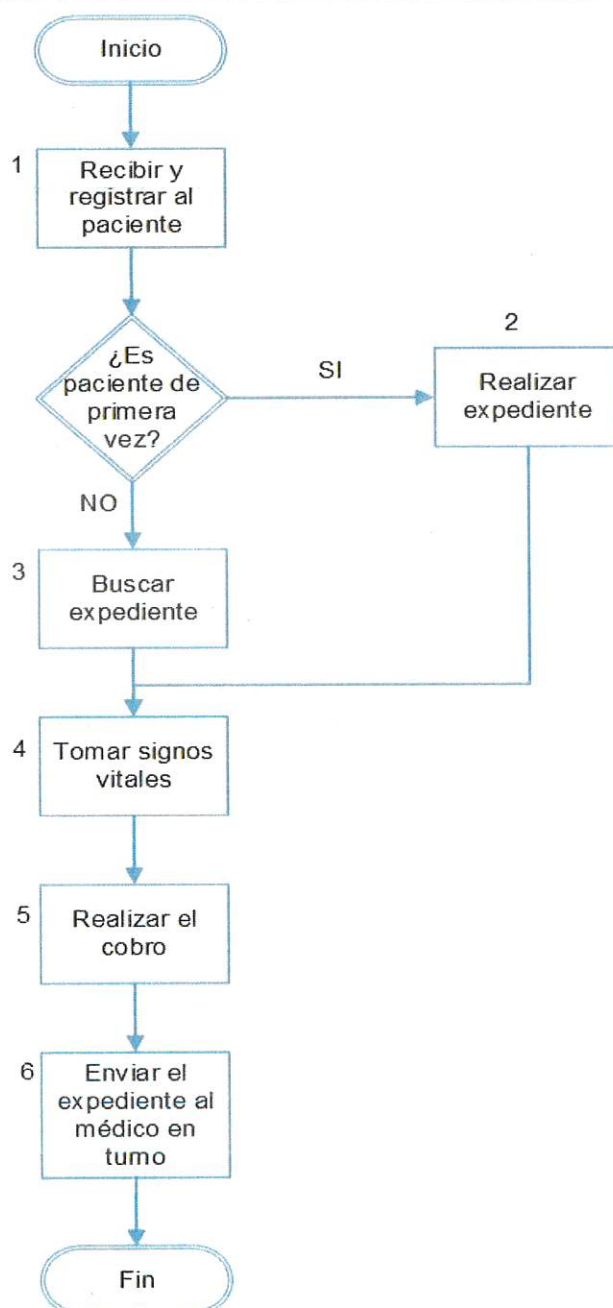 Inicio
1
Recibir y
registrar al
paciente
¿Es
paciente de
primera
vez?
SI
2
Realizar
expediente
NO
3
Buscar
expediente
4
Tomar signos
vitales
5
Realizar el
cobro
6
Enviar el
expediente al
médico en
turno
Fin